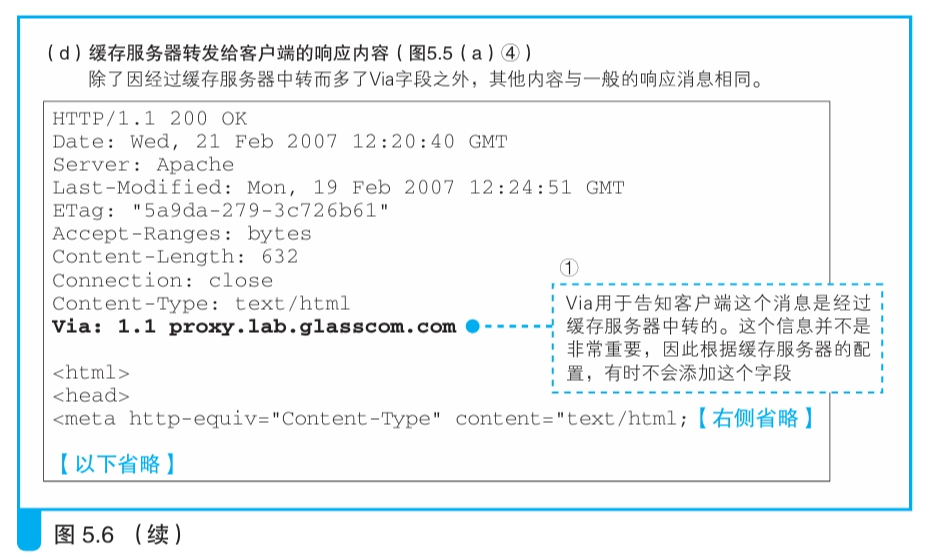 （d）缓存服务器转发给客户端的响应内容（图5.5（a）④）
除了因经过缓存服务器中转而多了Via字段之外，其他内容与一般的响应消息相同。
HTTP/1.1 200 OK
Date: Wed, 21 Feb 2007 12:20:40 GMT
Server: Apache
Last-Modified: Mon, 19 Feb 2007 12:24:51 GMT
ETag: "5a9da-279-3c726b61"
Accept-Ranges: bytes
Content-Length: 632
Connection: close
Content-Type: text/html
Via: 1.1 proxy.lab.glasscom.com
①
Via用于告知客户端这个消息是经过
缓存服务器中转的。这个信息并不是
非常重要，因此根据缓存服务器的配
置，有时不会添加这个字段
<html>
<head>
<meta http-equiv="Content-Type" content="text/html;【右侧省略】
【以下省略】
图 5.6 （续）